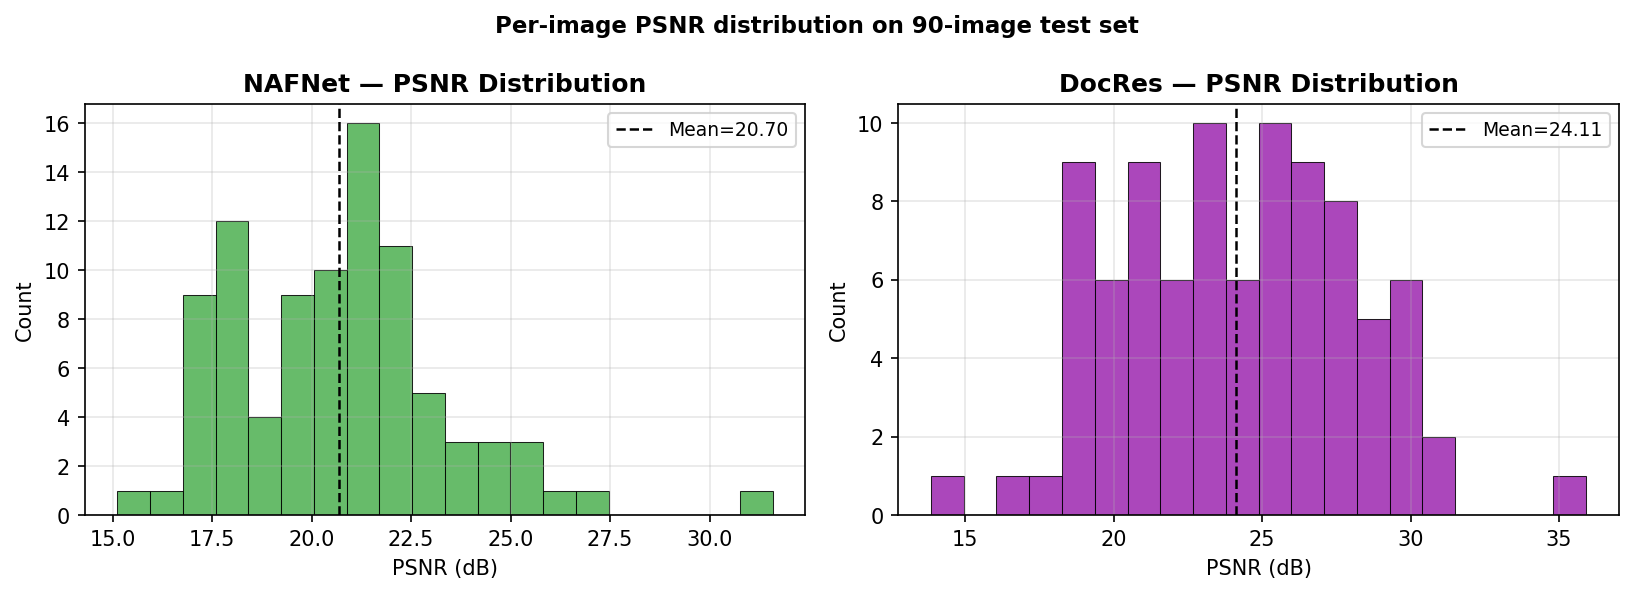 Per-image PSNR distribution on 90-image test set
NAFNet — PSNR Distribution
Mean=20.70
Count
16
14
12
10
8
6
4
2
0
15.0 17.5 20.0 22.5 25.0 27.5 30.0
PSNR (dB)
DocRes — PSNR Distribution
Mean=24.11
Count
10
8
6
4
2
0
15 20 25 30 35
PSNR (dB)